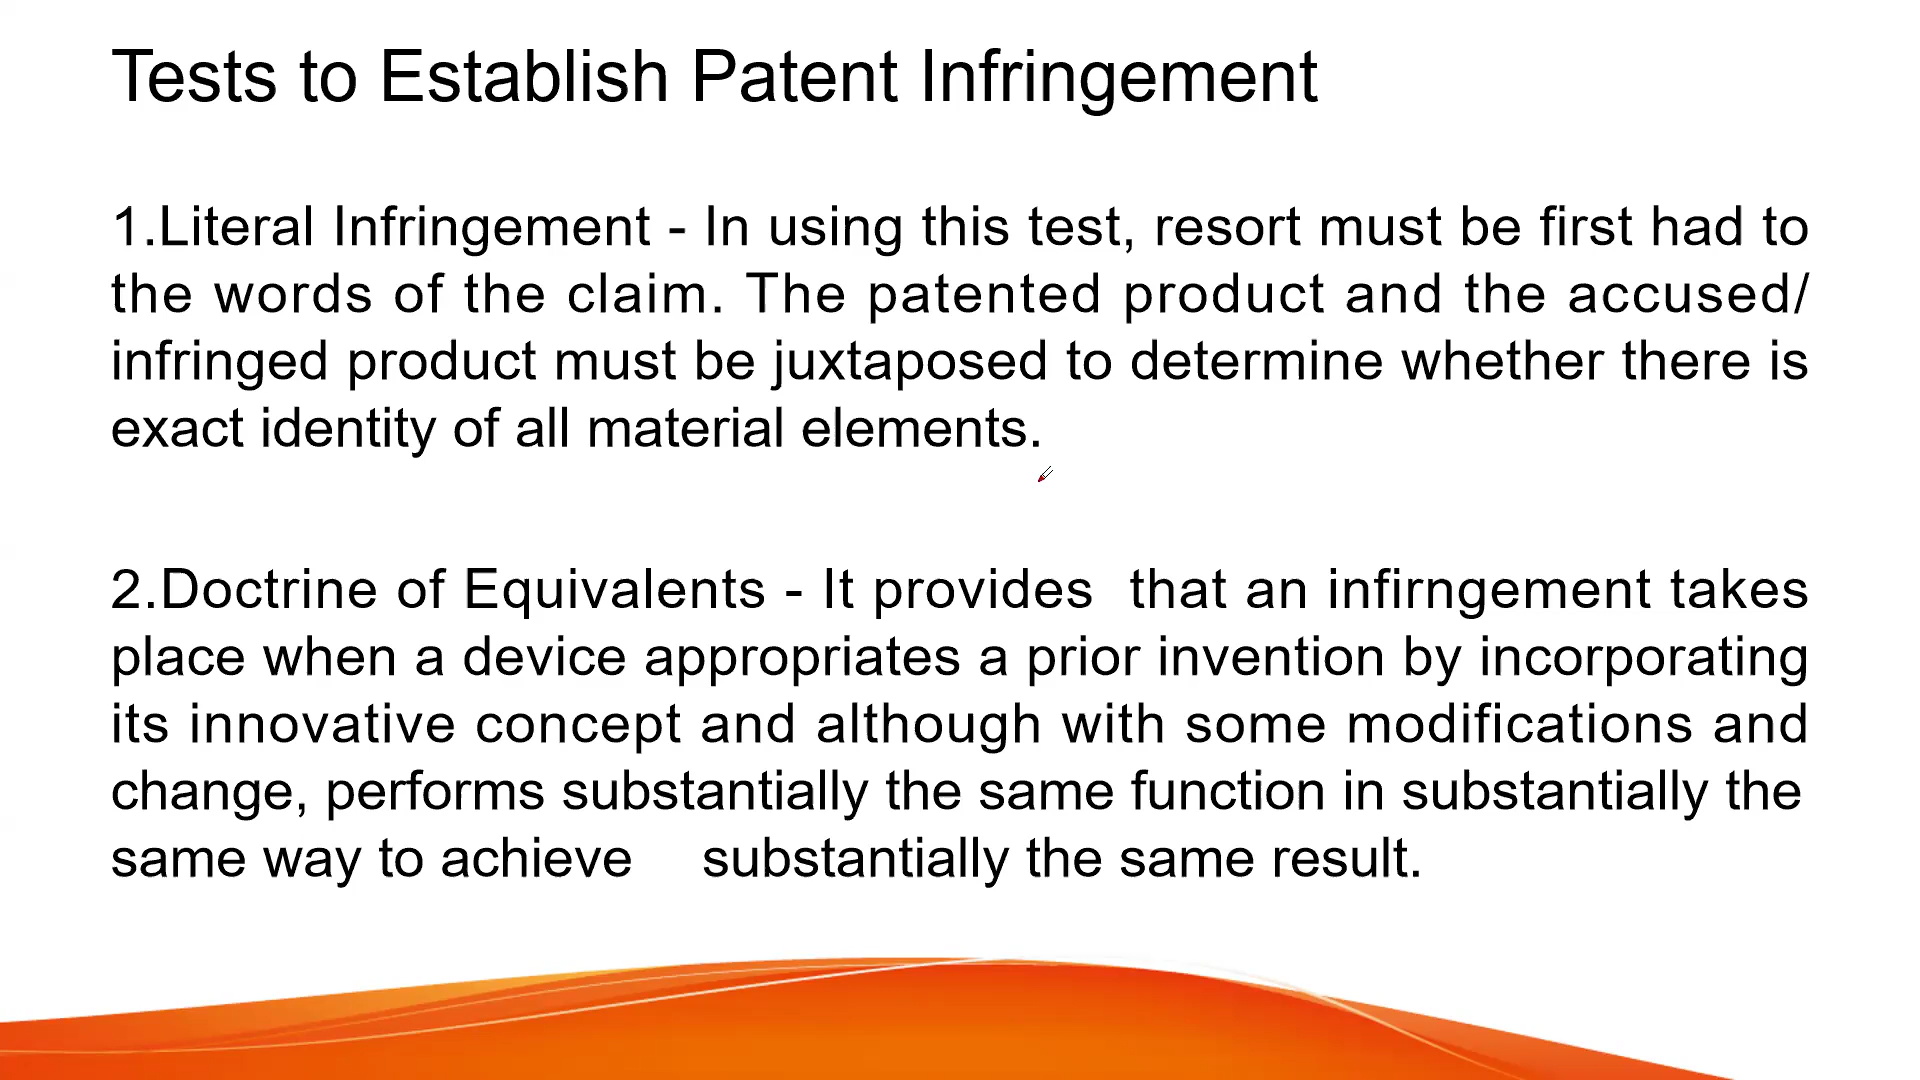 Tests to Establish Patent Infringement
1.Literal Infringement - In using this test, resort must be first had to
the words of the claim. The patented product and the accused/
infringed product must be juxtaposed to determine whether there is
exact identity of all material elements.
2.Doctrine of Equivalents - It provides  that an infirngement takes
place when a device appropriates a prior invention by incorporating
its innovative concept and although with some modifications and
change, performs substantially the same function in substantially the
same way to achieve    substantially the same result.